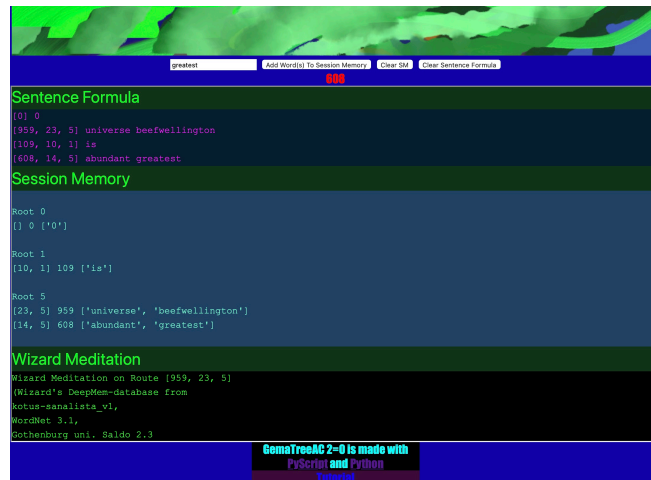 greatest Add Word(s) To Session Memory Clear SM Clear Sentence Formula
608
Sentence Formula
[0] 0
[959, 23, 5] universe beefwellington
[109, 10, 1] is
[608, 14, 5] abundant greatest
Session Memory
Root 0
[] 0 ['0']
Root 1
[10, 1] 109 ['is']
Root 5
[23, 5] 959 ['universe', 'beefwellington']
[14, 5] 608 ['abundant', 'greatest']
Wizard Meditation
Wizard Meditation on Route [959, 23, 5]
(Wizard's DeepMem-database from
kotus-sanalista_v1,
WordNet 3.1,
Gothenburg uni. Saldo 2.3
GemaTreeAC 2=0 is made with
PyScript and Python